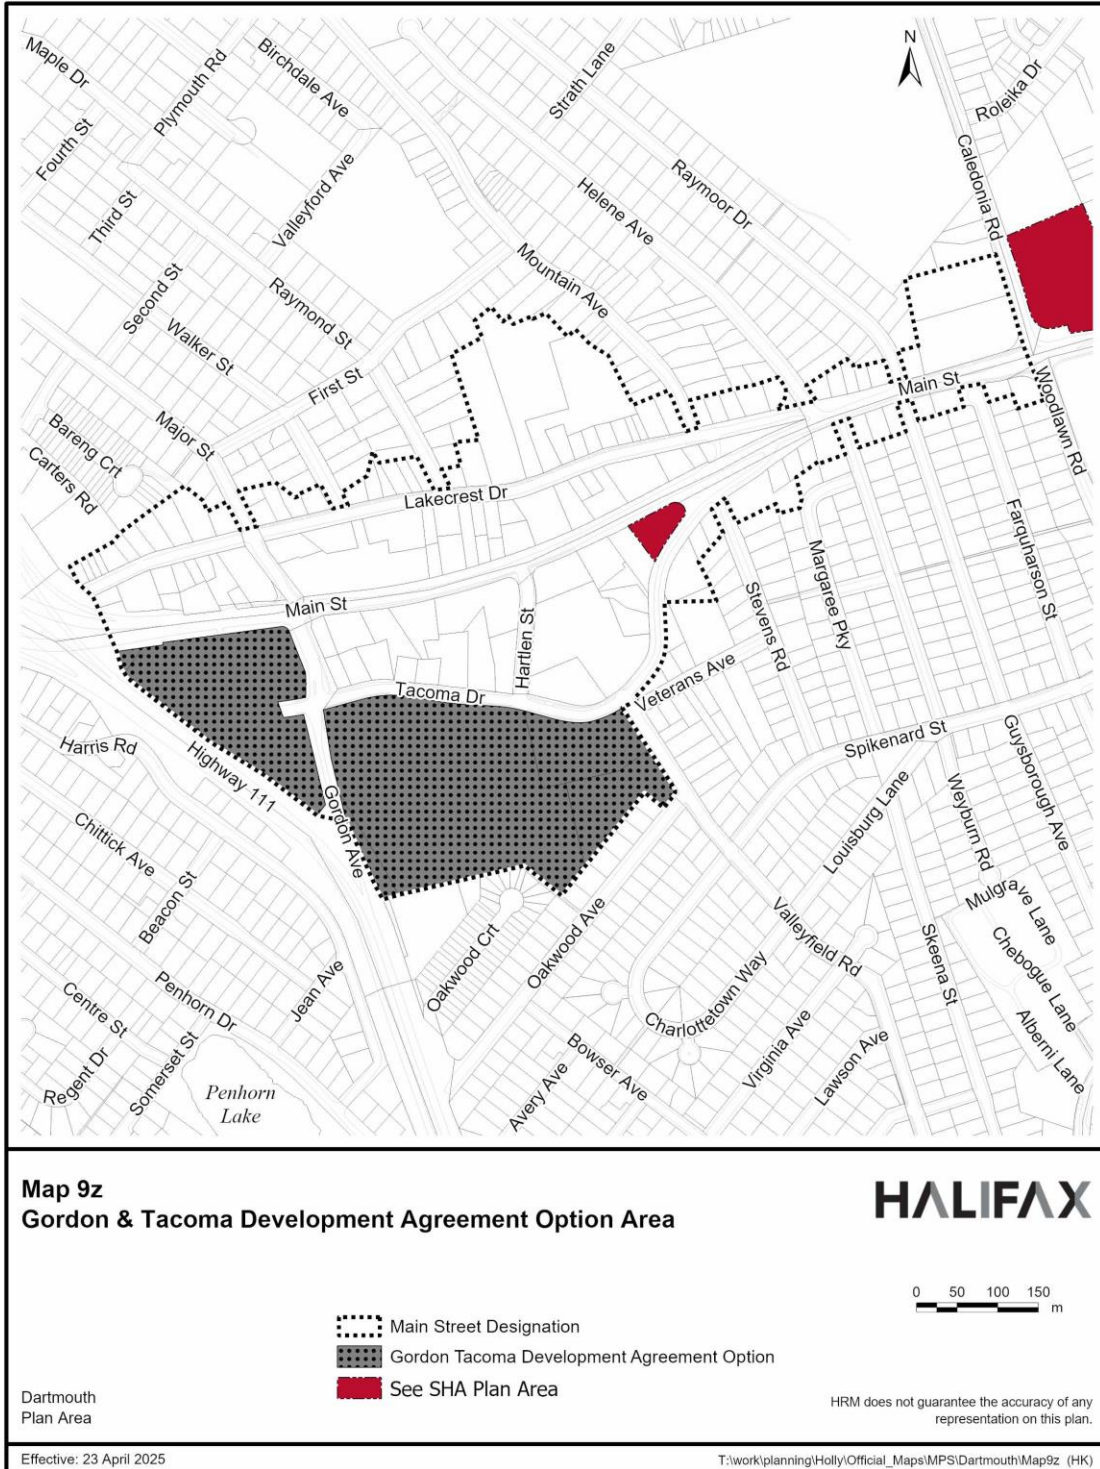 N
Maple Dr
Plymouth Rd
Birchdale Ave
Strath Lane
Roleika Dr
Fourth St
Third St
Valleyford Ave
Helene Ave
Raymoor Dr
Caledonia Rd
Second St
Raymond St
Mountain Ave
Walker St
First St
Main St
Woodlawn Rd
Major St
Bareng Crt
Carters Rd
Lakecrest Dr
Farquharson St
Main St
Hartlen St
Stevens Rd
Margaree Pky
Tacoma Dr
Veterans Ave
Harris Rd
Highway 111
Spikenard St
Guysborough Ave
Gordon Ave
Chittick Ave
Louisburg Lane
Weyburn Rd
Beacon St
Mulgrave Lane
Oakwood Crt
Oakwood Ave
Valleyfield Rd
Skeena St
Chebogue Lane
Jean Ave
Penhorn Dr
Centre St
Charlottetown Way
Alberni Lane
Regent Dr
Somerset St
Penhorn
Lake
Avery Ave
Bowser Ave
Virginia Ave
Lawson Ave
Map 9z
Gordon & Tacoma Development Agreement Option Area
HALIFAX
0 50 100 150
m
Main Street Designation
Gordon Tacoma Development Agreement Option
See SHA Plan Area
Dartmouth
Plan Area
HRM does not guarantee the accuracy of any
representation on this plan.
Effective: 23 April 2025
T:\work\planning\Holly\Official_Maps\MPS\Dartmouth\Map9z (HK)